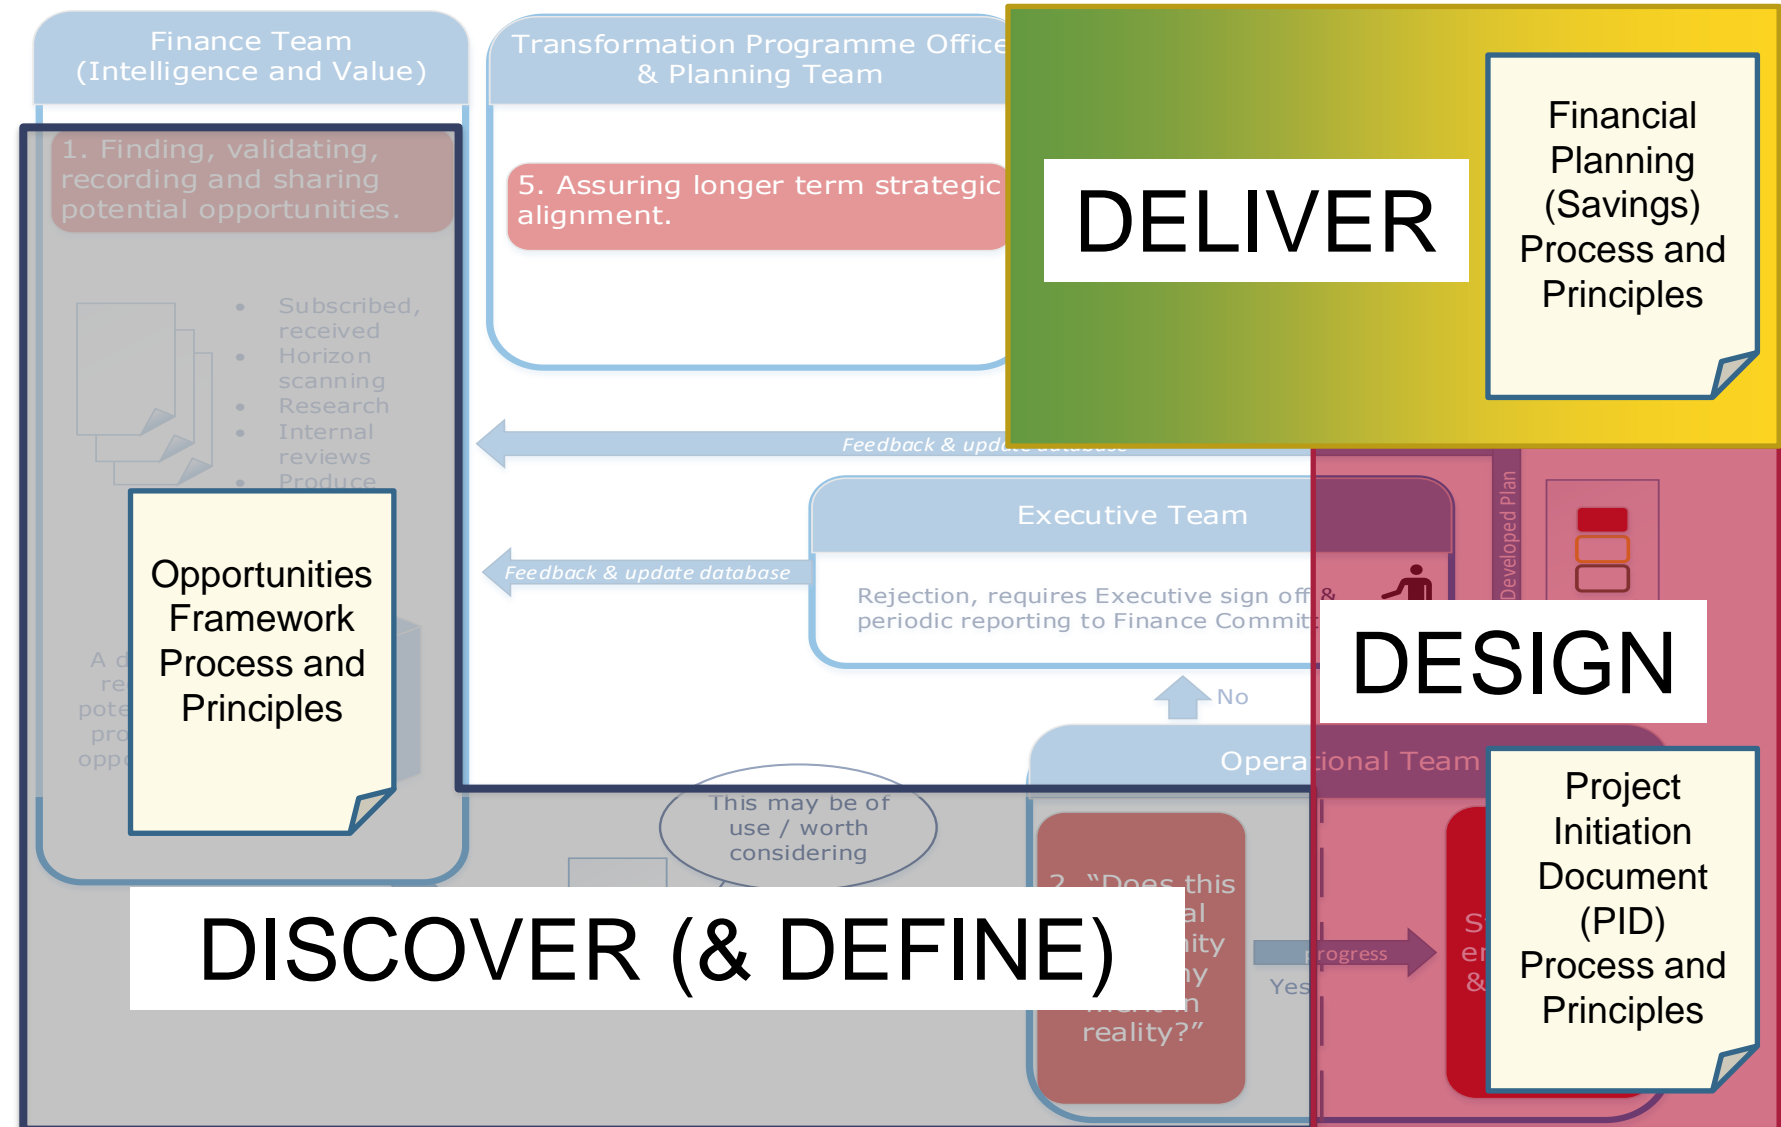 Finance Team
(Intelligence and Value)
1. Finding, validating,
recording and sharing
potential opportunities.
• Subscribed,
received
• Horizon
scanning
• Research
• Internal
reviews
• Produce
Opportunities
Framework
Process and
Principles
Transformation Programme Office
& Planning Team
5. Assuring longer term strategic
alignment.
DELIVER
Financial
Planning
(Savings)
Process and
Principles
Feedback & update database
Executive Team
Rejection, requires Executive sign off &
periodic reporting to Finance
Feedback & update database
Developed Plan
DESIGN
No
Operational Team
This may be of
use / worth
considering
2. “Does this
reality?”
progress
Yes
DISCOVER (& DEFINE)
Project
Initiation
Document
(PID)
Process and
Principles